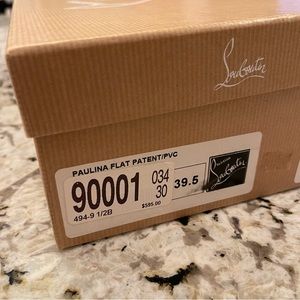 Louboutin
PAULINA FLAT PATENT/PVC
90001 034 30 39.5
494-9 1/2B
$595.00
Louboutin